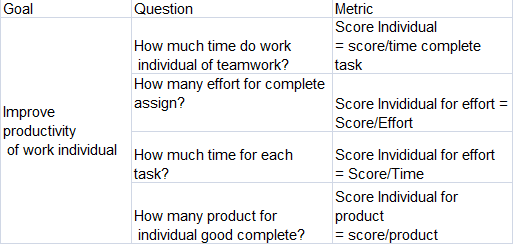 Goal
Question
Metric
Improve
productivity
of work individual
How much time do work
individual of teamwork?
Score Individual
= score/time complete
task
How many effort for complete
assign?
Score Invididual for effort =
Score/Effort
How much time for each
task?
Score Invididual for effort
= Score/Time
How many product for
individual good complete?
Score Individual for
product
= score/product